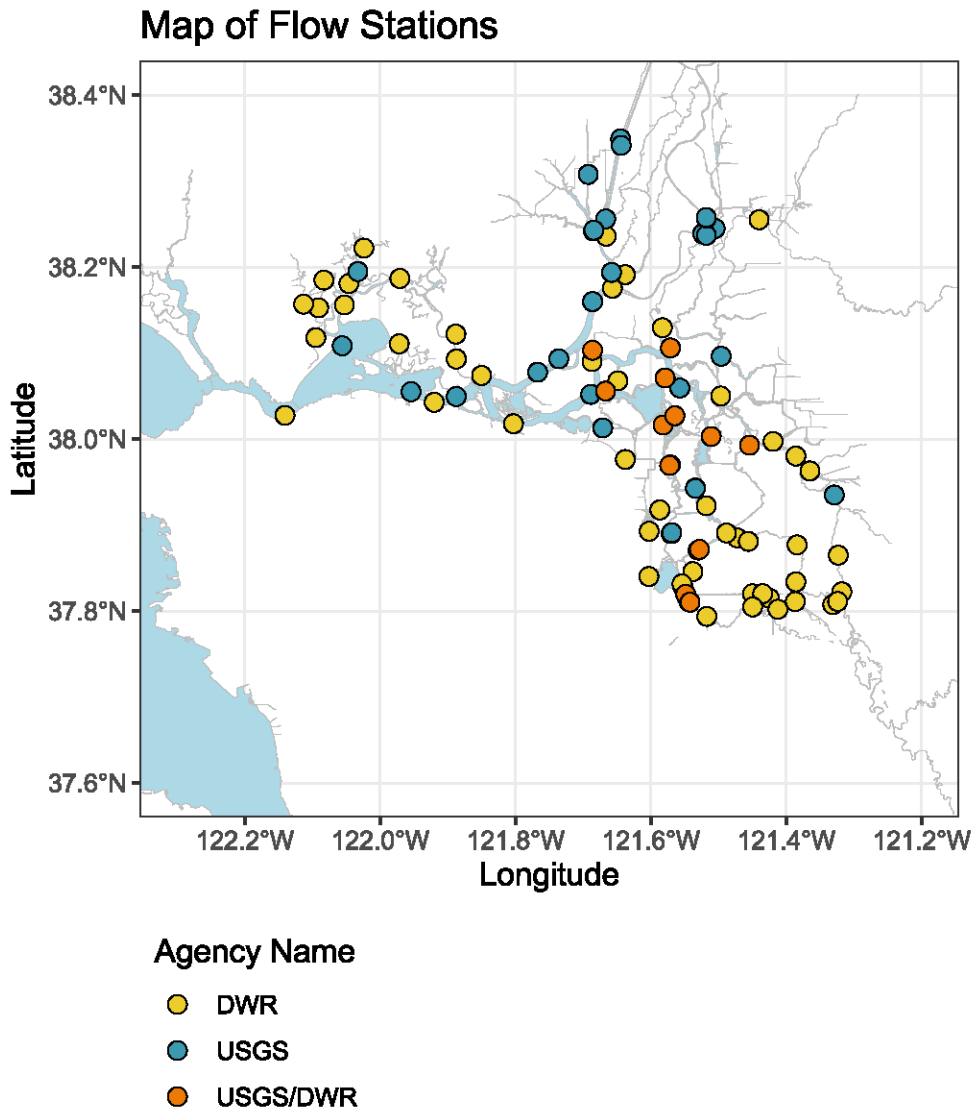 Map of Flow Stations
38.4°N
38.2°N
38.0°N
37.8°N
37.6°N
Latitude
122.2°W 122.0°W 121.8°W 121.6°W 121.4°W 121.2°W
Longitude
Agency Name
DWR
USGS
USGS/DWR